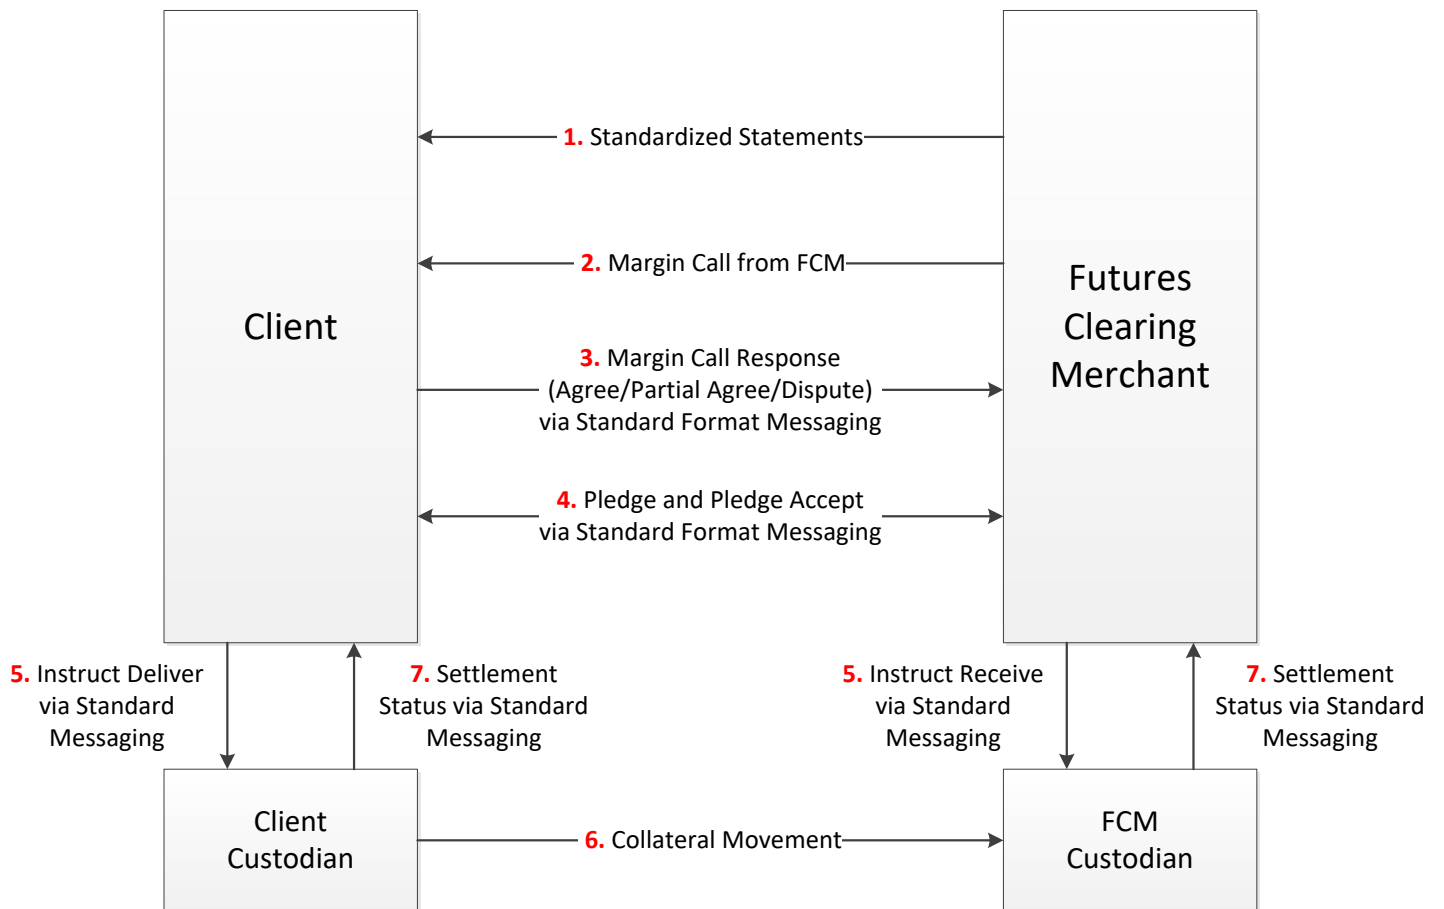 1. Standardized Statements
2. Margin Call from FCM
Client
Futures
Clearing
Merchant
3. Margin Call Response
(Agree/Partial Agree/Dispute)
via Standard Format Messaging
4. Pledge and Pledge Accept
via Standard Format Messaging
5. Instruct Deliver
via Standard
Messaging
7. Settlement
Status via Standard
Messaging
5. Instruct Receive
via Standard
Messaging
7. Settlement
Status via Standard
Messaging
Client
Custodian
6. Collateral Movement
FCM
Custodian